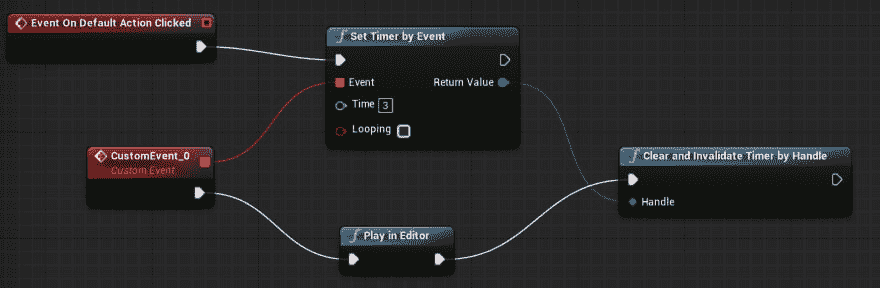 Event On Default Action Clicked
f Set Timer by Event
Event
Return Value
Time 3
Looping
CustomEvent_0
Custom Event
f Clear and Invalidate Timer by Handle
Handle
f Play in Editor